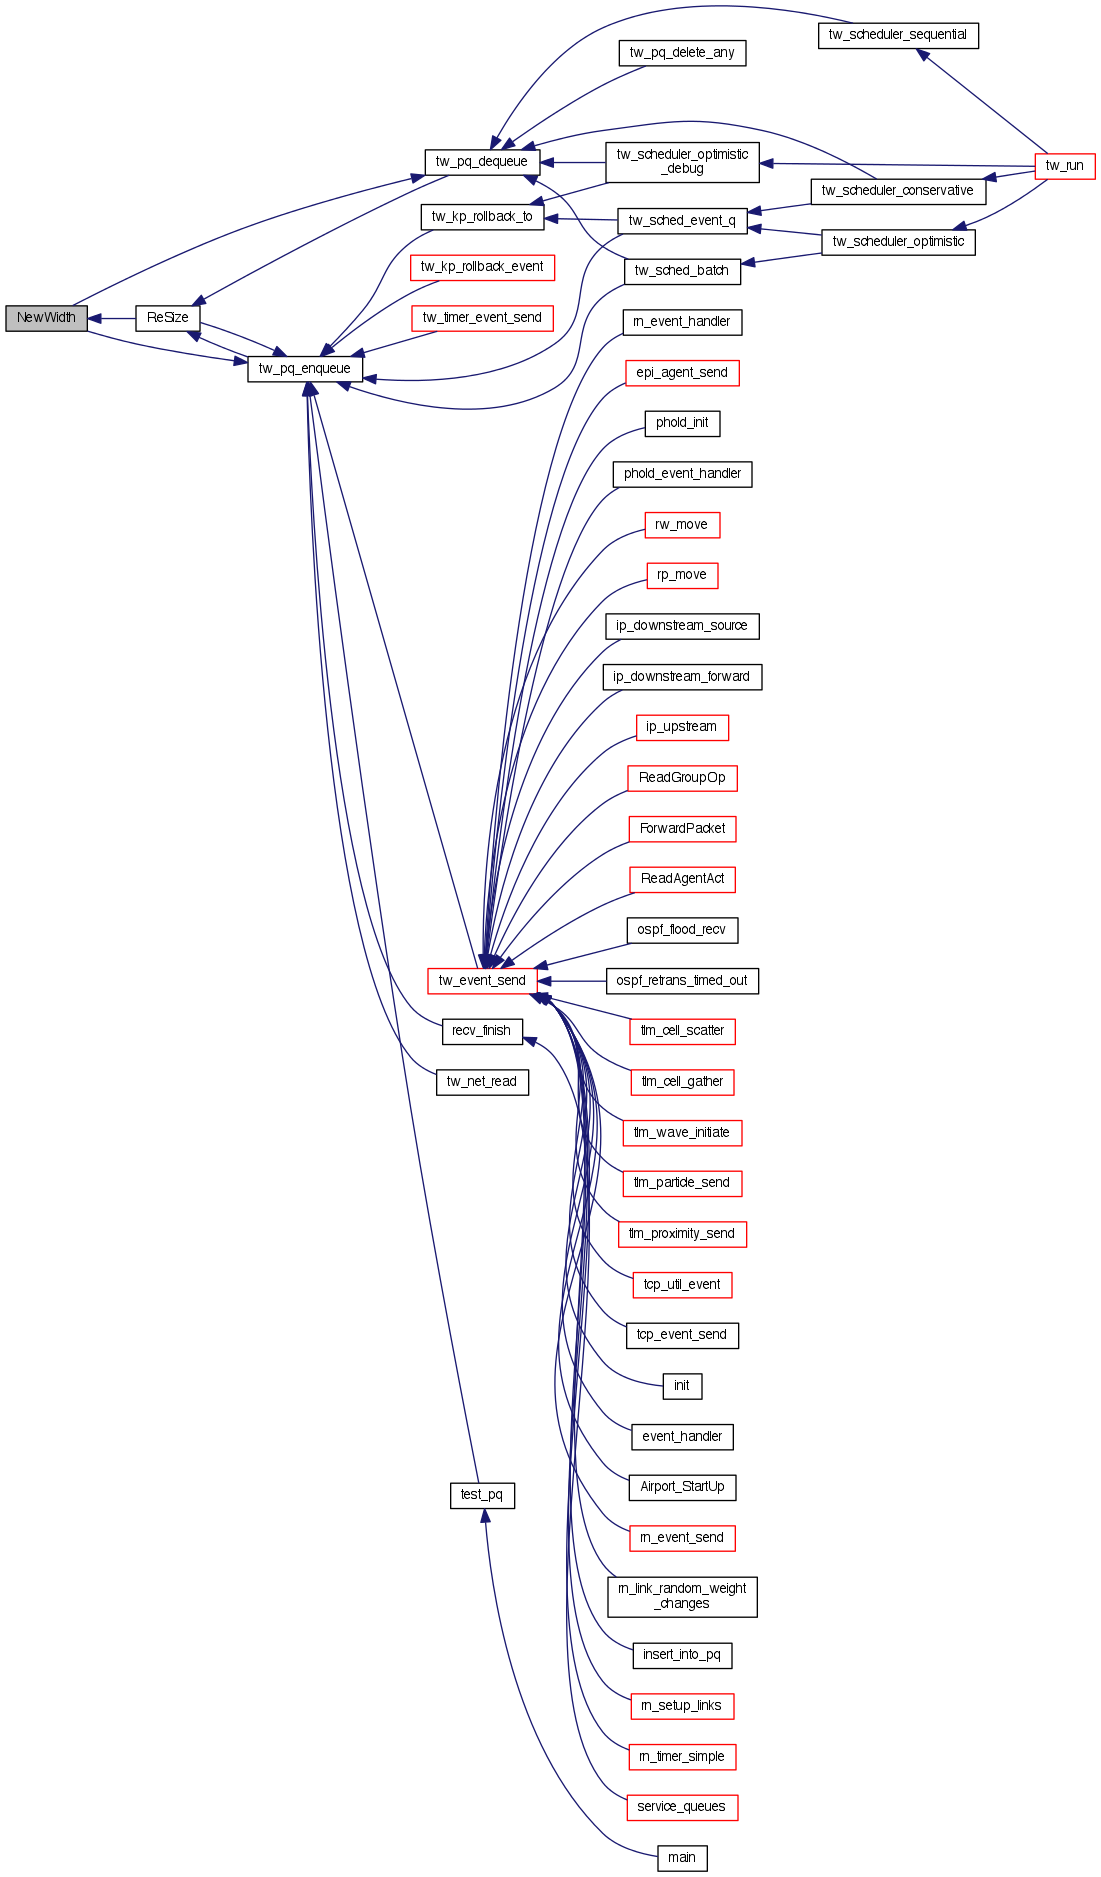 tw_scheduler_sequential
tw_pq_delete_any
tw_pq_dequeue
tw_scheduler_optimistic
_debug
tw_run
tw_scheduler_conservative
tw_kp_rollback_to
tw_sched_event_q
tw_scheduler_optimistic
tw_kp_rollback_event
tw_sched_batch
NewWidth
ReSize
tw_timer_event_send
rn_event_handler
tw_pq_enqueue
epi_agent_send
phold_init
phold_event_handler
rw_move
rp_move
ip_downstream_source
ip_downstream_forward
ip_upstream
ReadGroupOp
ForwardPacket
ReadAgentAct
ospf_flood_recv
tw_event_send
ospf_retrans_timed_out
recv_finish
tlm_cell_scatter
tw_net_read
tlm_cell_gather
tlm_wave_initiate
tlm_particle_send
tlm_proximity_send
tcp_util_event
tcp_event_send
init
event_handler
Airport_StartUp
test_pq
rn_event_send
rn_link_random_weight
_changes
insert_into_pq
rn_setup_links
rn_timer_simple
service_queues
main